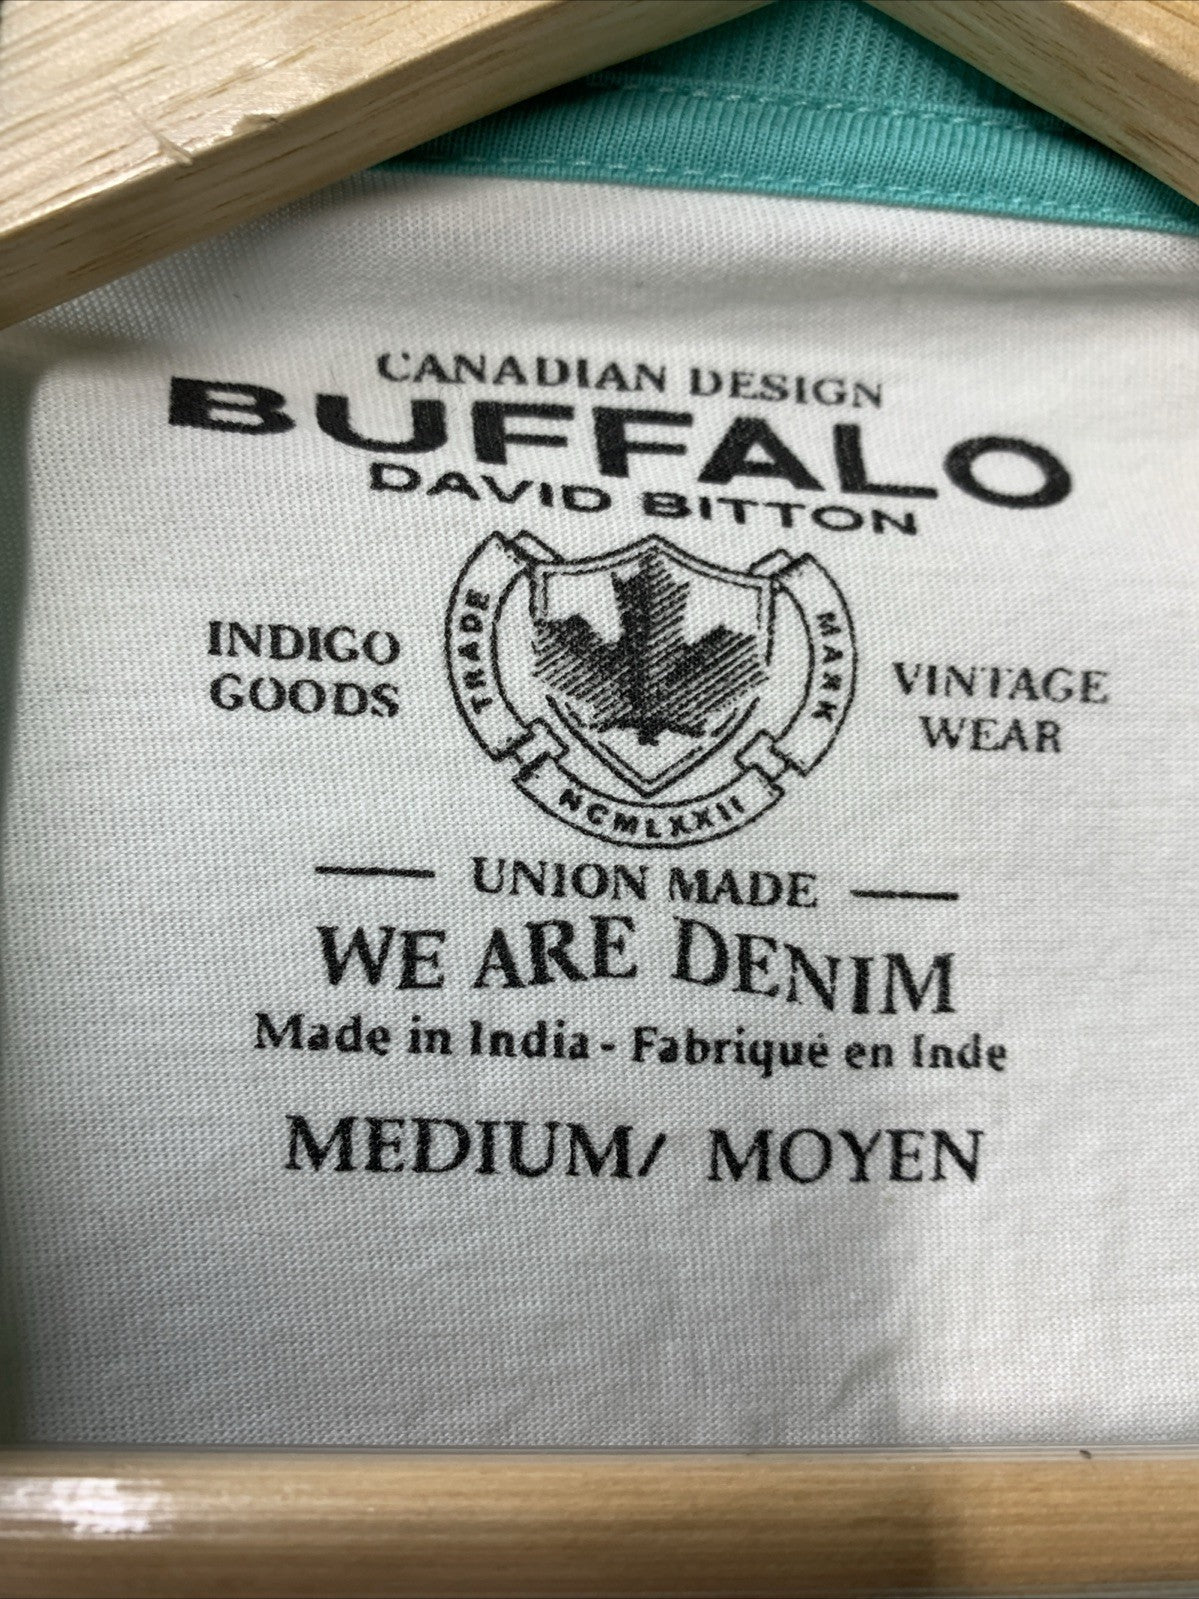 CANADIAN DESIGN
BUFFALO
DAVID BITTON
INDIGO
GOODS
TRADE
MARK
NCMLXXII
VINTAGE
WEAR
UNION MADE
WE ARE DENIM
Made in India - Fabriqué en Inde
MEDIUM/ MOYEN